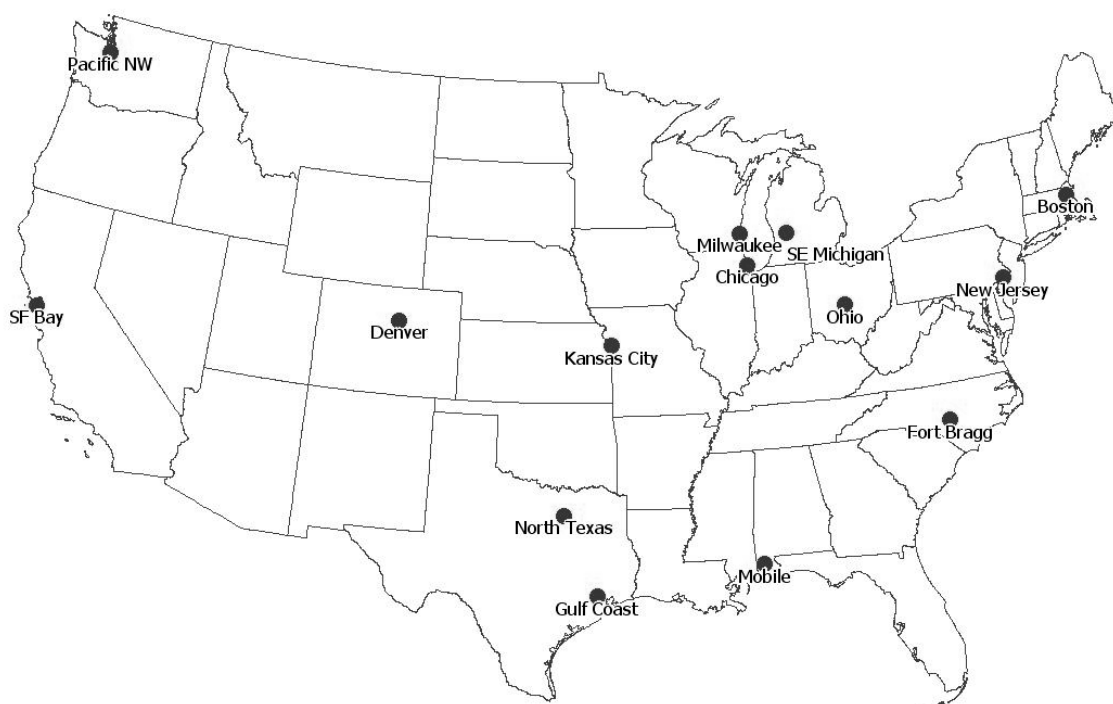 Pacific NW
Boston
Milwaukee
SE Michigan
Chicago
New Jersey
SF Bay
Ohio
Denver
Kansas City
Fort Bragg
North Texas
Mobile
Gulf Coast